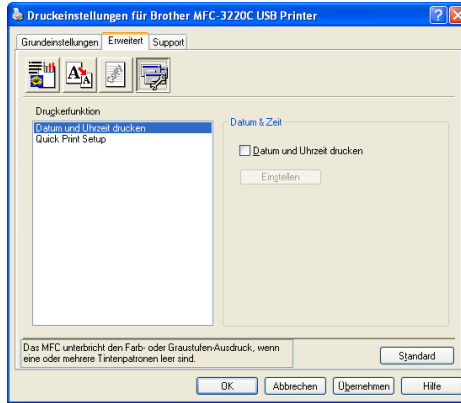 Druckeinstellungen für Brother MFC-3220C USB Printer
Grundeinstellungen Erweitert Support
Druckerfunktion
Datum und Uhrzeit drucken
Quick Print Setup
Datum & Zeit
Datum und Uhrzeit drucken
Einstellen
Das MFC unterbricht den Farb- oder Graustufen-Ausdruck, wenn
eine oder mehrere Tintenpatronen leer sind.
Standard
OK Abbrechen Übernehmen Hilfe